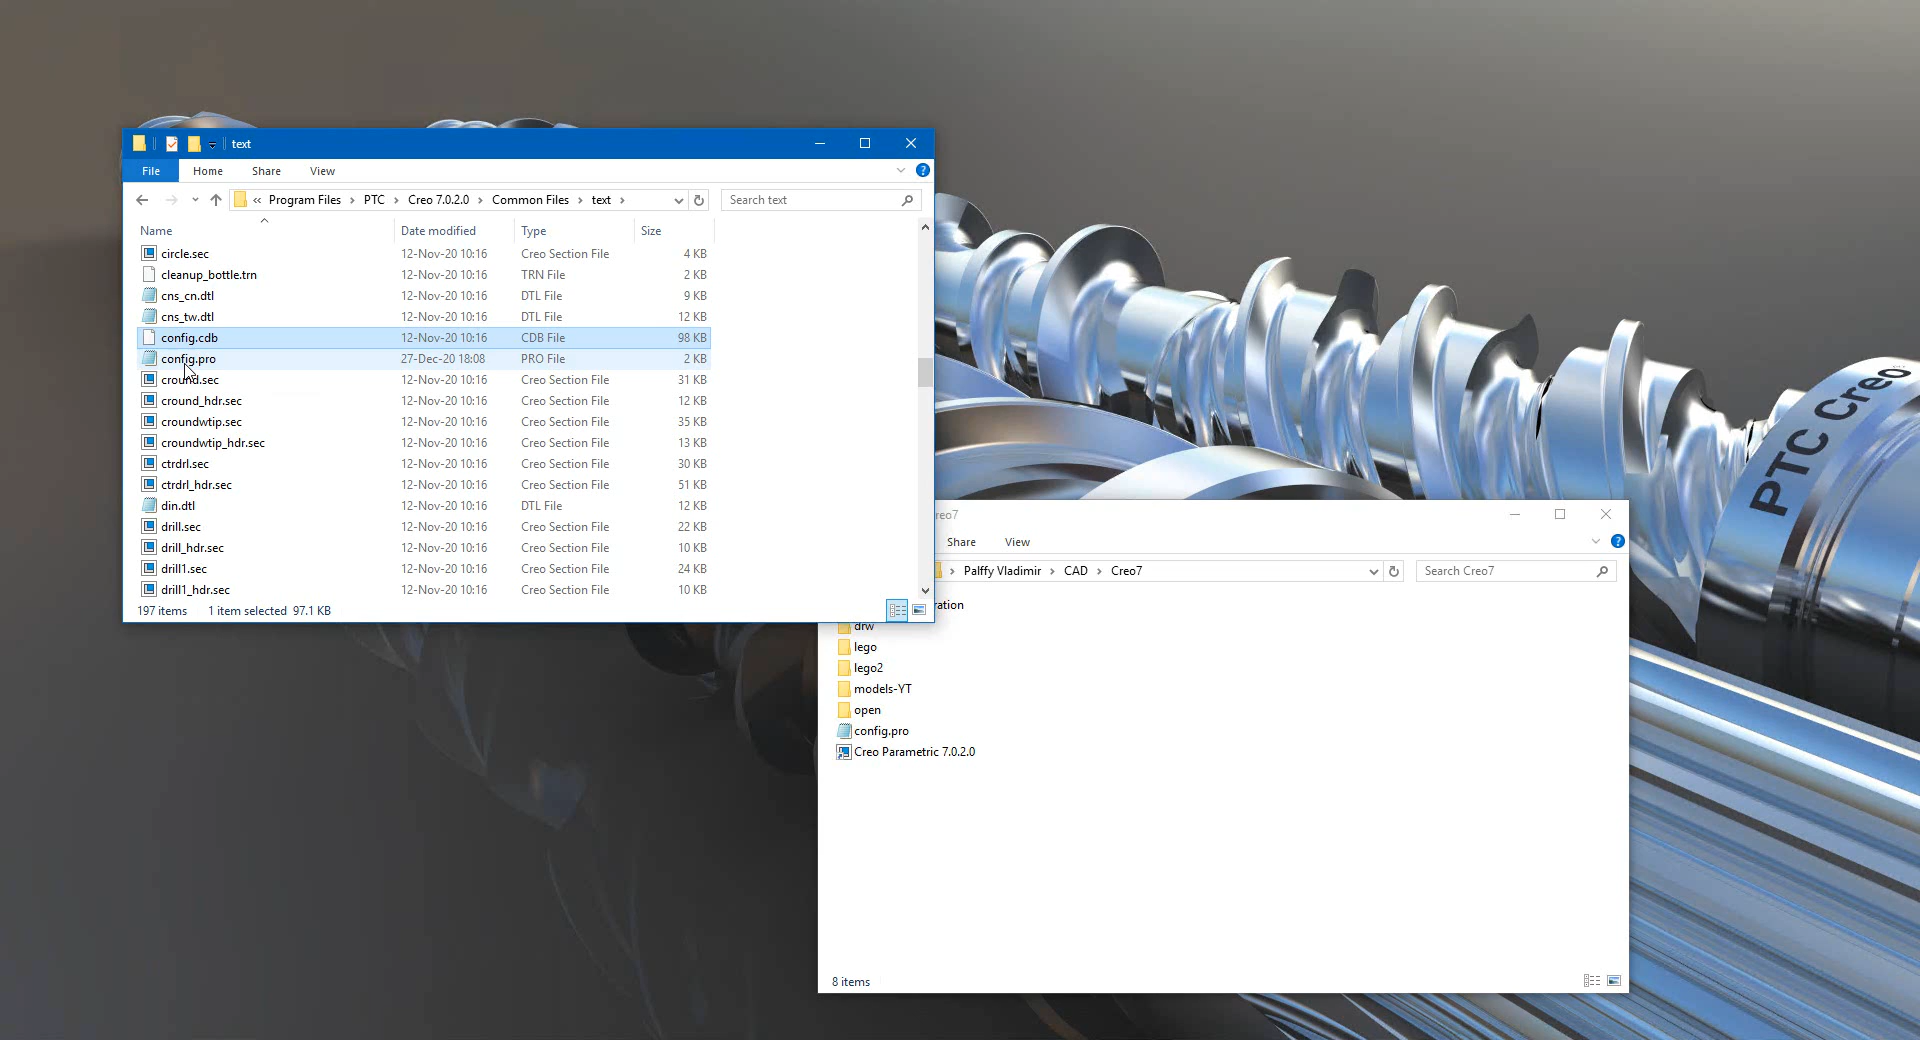 text
File Home Share View
« Program Files › PTC › Creo 7.0.2.0 › Common Files › text › Search text
Name Date modified Type Size
circle.sec 12-Nov-20 10:16 Creo Section File 4 KB
cleanup_bottle.trn 12-Nov-20 10:16 TRN File 2 KB
cns_cn.dtl 12-Nov-20 10:16 DTL File 9 KB
cns_tw.dtl 12-Nov-20 10:16 DTL File 12 KB
config.cdb 12-Nov-20 10:16 CDB File 98 KB
config.pro 27-Dec-20 18:08 PRO File 2 KB
cround.sec 12-Nov-20 10:16 Creo Section File 31 KB
cround_hdr.sec 12-Nov-20 10:16 Creo Section File 12 KB
croundwtip.sec 12-Nov-20 10:16 Creo Section File 35 KB
croundwtip_hdr.sec 12-Nov-20 10:16 Creo Section File 13 KB
ctrdrl.sec 12-Nov-20 10:16 Creo Section File 30 KB
ctrdrl_hdr.sec 12-Nov-20 10:16 Creo Section File 51 KB
din.dtl 12-Nov-20 10:16 DTL File 12 KB
drill.sec 12-Nov-20 10:16 Creo Section File 22 KB
drill_hdr.sec 12-Nov-20 10:16 Creo Section File 10 KB
drill1.sec 12-Nov-20 10:16 Creo Section File 24 KB
drill1_hdr.sec 12-Nov-20 10:16 Creo Section File 10 KB
197 items 1 item selected 97.1 KB
PTC Creo
reo7
Share View
› Palffy Vladimir › CAD › Creo7 Search Creo7
ration
drw
lego
lego2
models-YT
open
config.pro
Creo Parametric 7.0.2.0
8 items